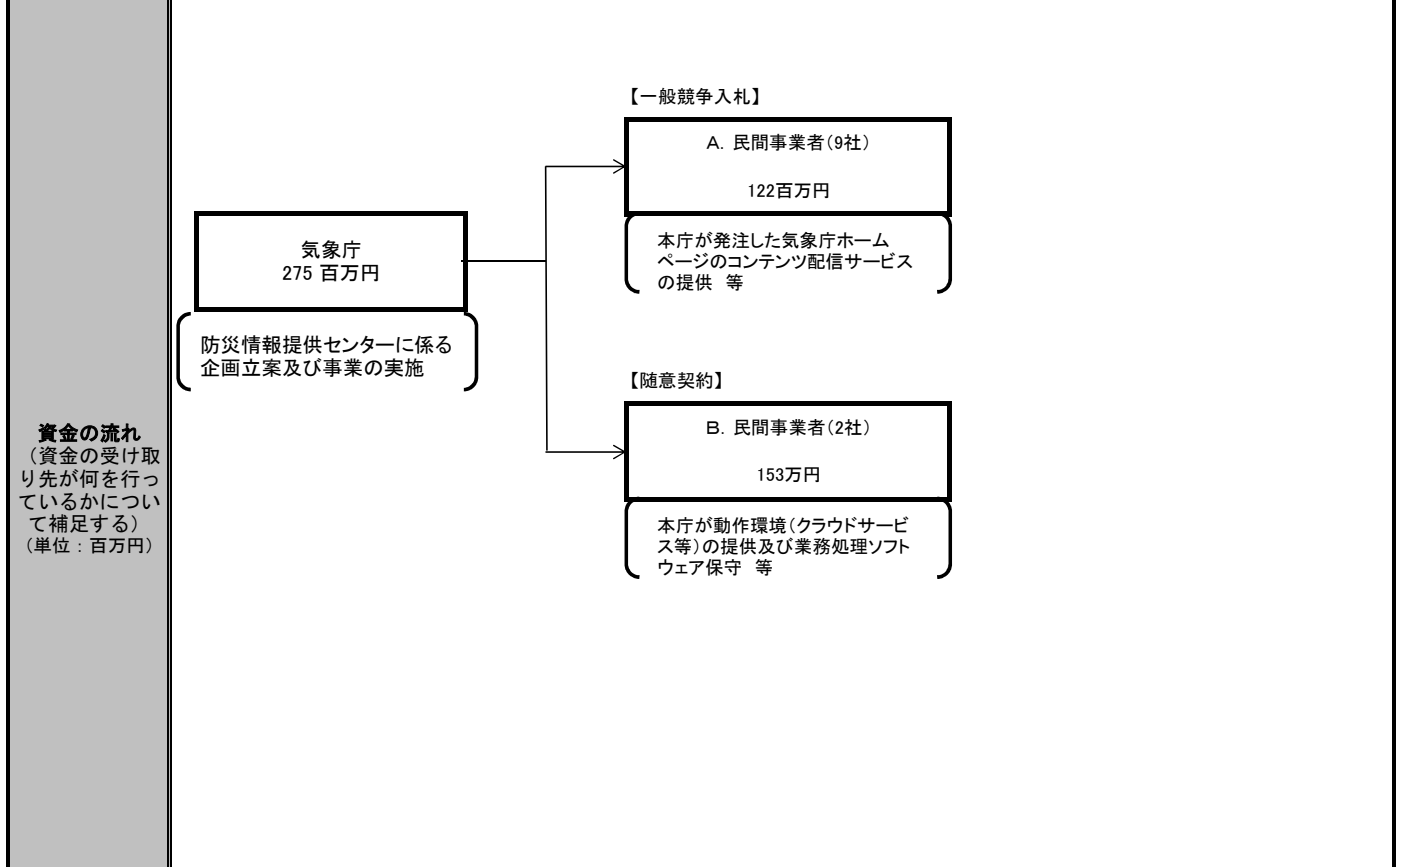 資金の流れ
（資金の受け取
り先が何を行っ
ているかについ
て補足する）
（単位：百万円）
気象庁
275 百万円
防災情報提供センターに係る
企画立案及び事業の実施
【一般競争入札】
A．民間事業者（9社）
122百万円
本庁が発注した気象庁ホーム
ページのコンテンツ配信サービス
の提供　等
【随意契約】
B．民間事業者（2社）
153万円
本庁が動作環境（クラウドサービ
ス等）の提供及び業務処理ソフト
ウェア保守　等